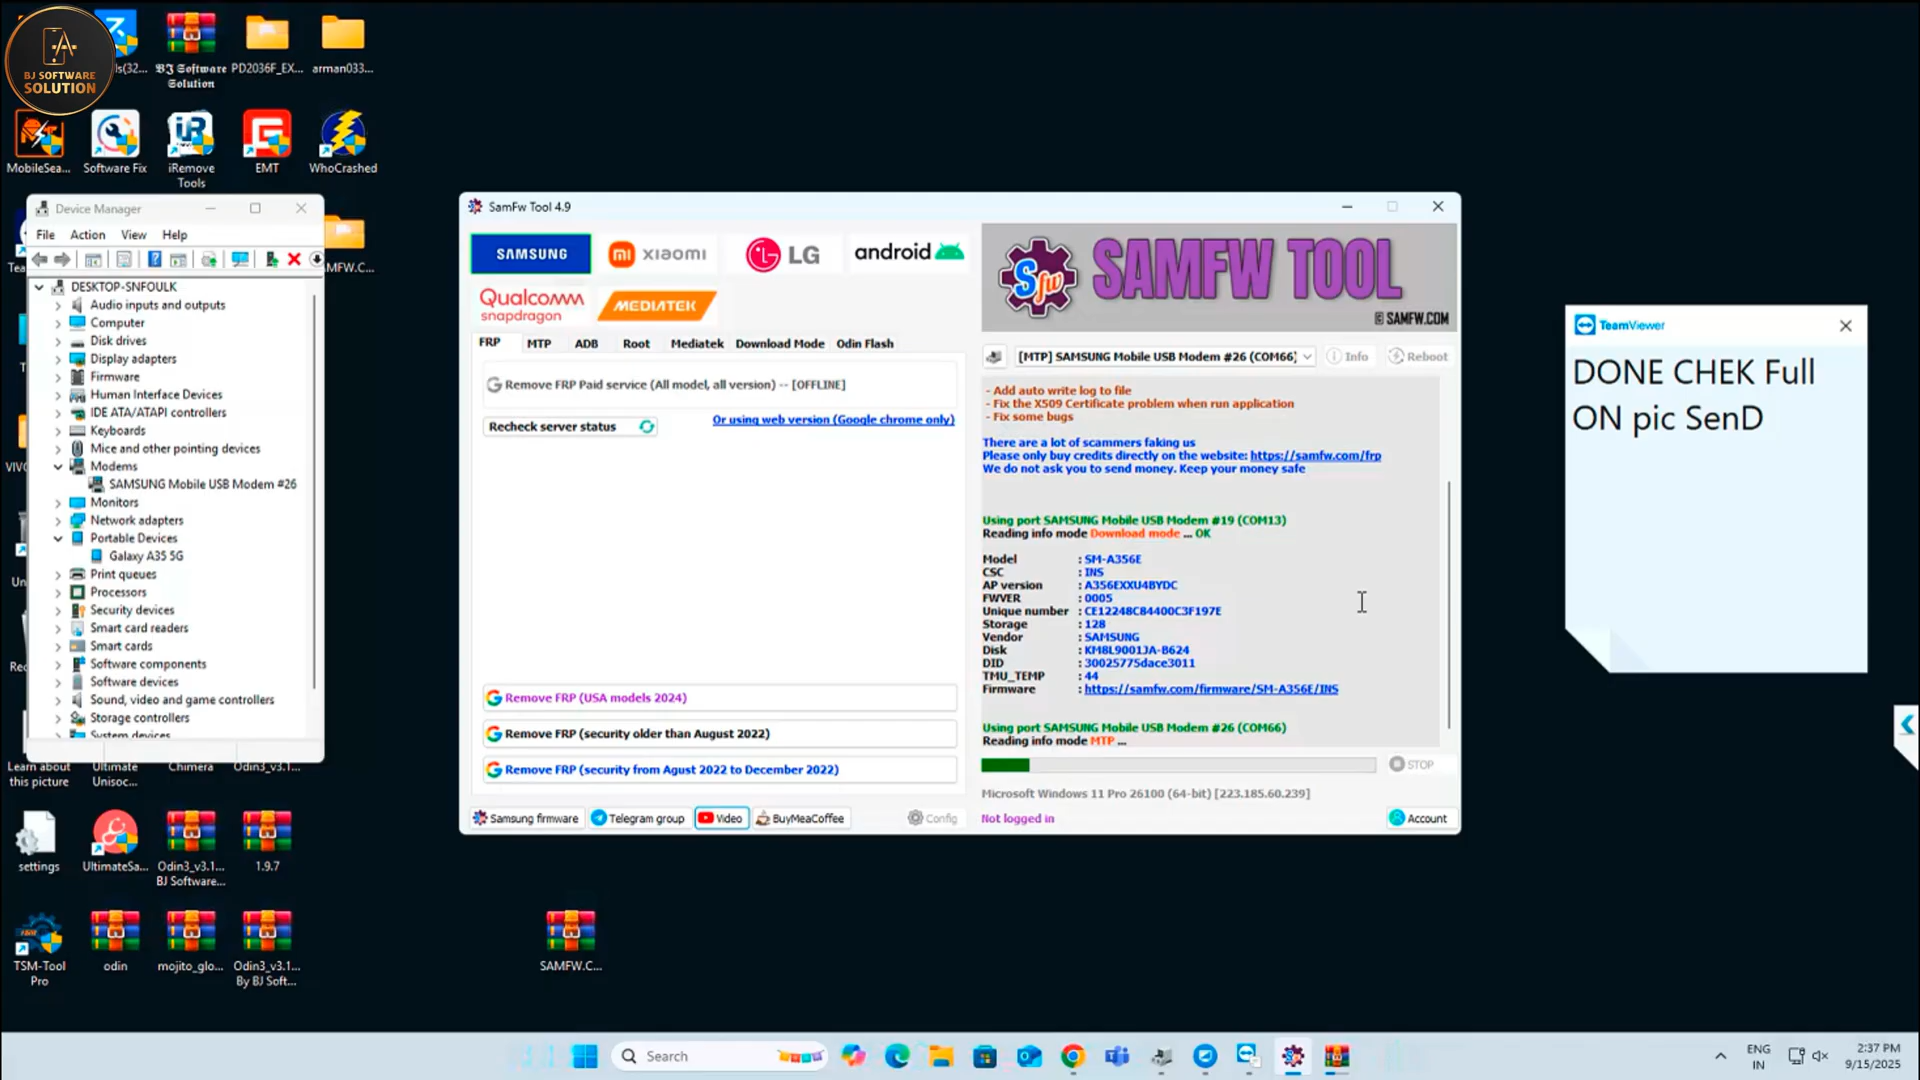 BJ SOFTWARE
SOLUTION
ls(32...
𝕭𝕵 𝕾𝖔𝖋𝖙𝖜𝖆𝖗𝖊
𝕾𝖔𝖑𝖚𝖙𝖎𝖔𝖓
PD2036F_EX...
arman033...
MobileSea...
Software Fix
iRemove
Tools
EMT
WhoCrashed
Device Manager
File Action View Help
DESKTOP-SNFOULK
Audio inputs and outputs
Computer
Disk drives
Display adapters
Firmware
Human Interface Devices
IDE ATA/ATAPI controllers
Keyboards
Mice and other pointing devices
Modems
SAMSUNG Mobile USB Modem #26
Monitors
Network adapters
Portable Devices
Galaxy A35 5G
Print queues
Processors
Security devices
Smart card readers
Smart cards
Software components
Software devices
Sound, video and game controllers
Storage controllers
System devices
Tea
MFW.C...
VIVO
Un
Rec
Learn about
this picture
Ultimate
Unisoc...
Chimera
Odin3_v3.1...
settings
UltimateSa...
Odin3_v3.1...
BJ Software...
1.9.7
TSM-Tool
Pro
odin
mojito_glo...
Odin3_v3.1...
By BJ Soft...
SAMFW.C...
SamFw Tool 4.9
SAMSUNG
xiaomi
LG
android
Qualcomm
snapdragon
MEDIATEK
FRP MTP ADB Root Mediatek Download Mode Odin Flash
Remove FRP Paid service (All model, all version) -- [OFFLINE]
Recheck server status
Or using web version (Google chrome only)
Remove FRP (USA models 2024)
Remove FRP (security older than August 2022)
Remove FRP (security from Agust 2022 to December 2022)
Samsung firmware
Telegram group
Video
BuyMeaCoffee
Config
Sfw
SAMFW TOOL
© SAMFW.COM
[MTP] SAMSUNG Mobile USB Modem #26 (COM66)
Info
Reboot
- Add auto write log to file
- Fix the X509 Certificate problem when run application
- Fix some bugs
There are a lot of scammers faking us
Please only buy credits directly on the website: https://samfw.com/frp
We do not ask you to send money. Keep your money safe
Using port SAMSUNG Mobile USB Modem #19 (COM13)
Reading info mode Download mode ... OK
Model : SM-A356E
CSC : INS
AP version : A356EXXU4BYDC
FWVER : 0005
Unique number : CE12248C84400C3F197E
Storage : 128
Vendor : SAMSUNG
Disk : KM8L9001JA-B624
DID : 30025775dace3011
TMU_TEMP : 44
Firmware : https://samfw.com/firmware/SM-A356E/INS
Using port SAMSUNG Mobile USB Modem #26 (COM66)
Reading info mode MTP ...
STOP
Microsoft Windows 11 Pro 26100 (64-bit) [223.185.60.239]
Not logged in
Account
TeamViewer
DONE CHEK Full
ON pic SenD
Search
ENG
IN
2:37 PM
9/15/2025